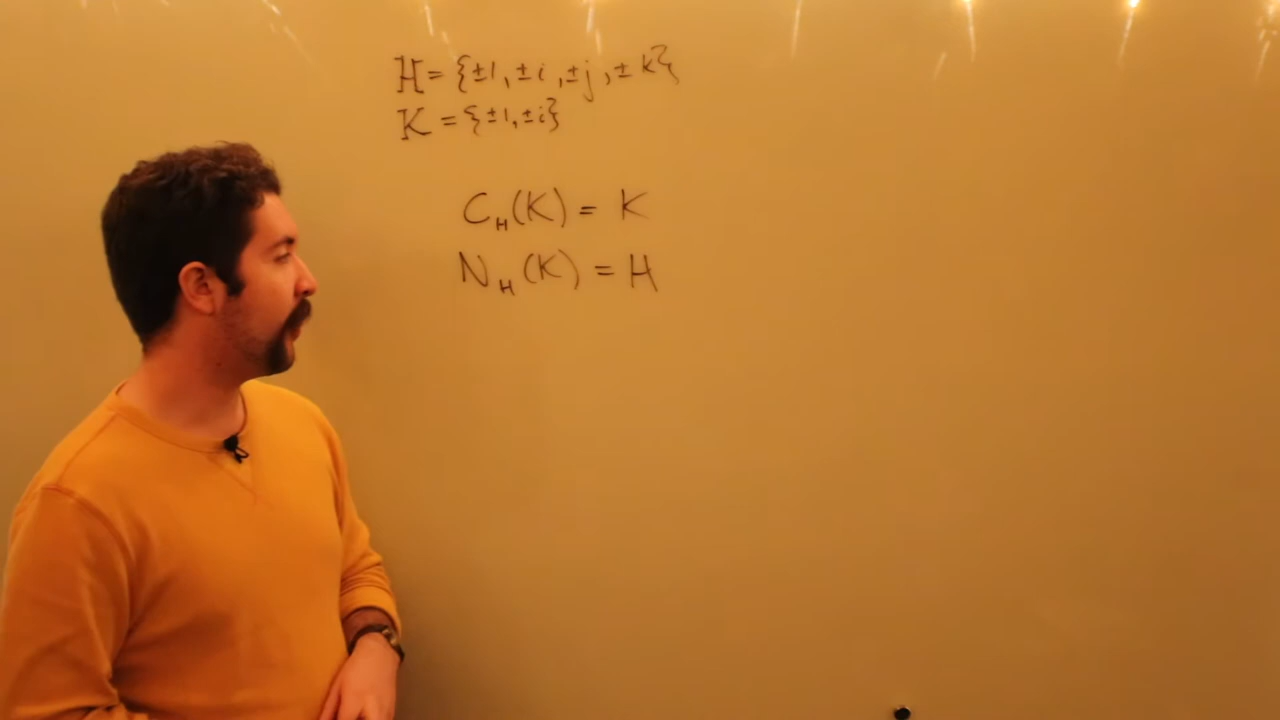 H = {±1, ±i, ±j, ±k}
K = {±1, ±i}
C_H(K) = K
N_H(K) = H